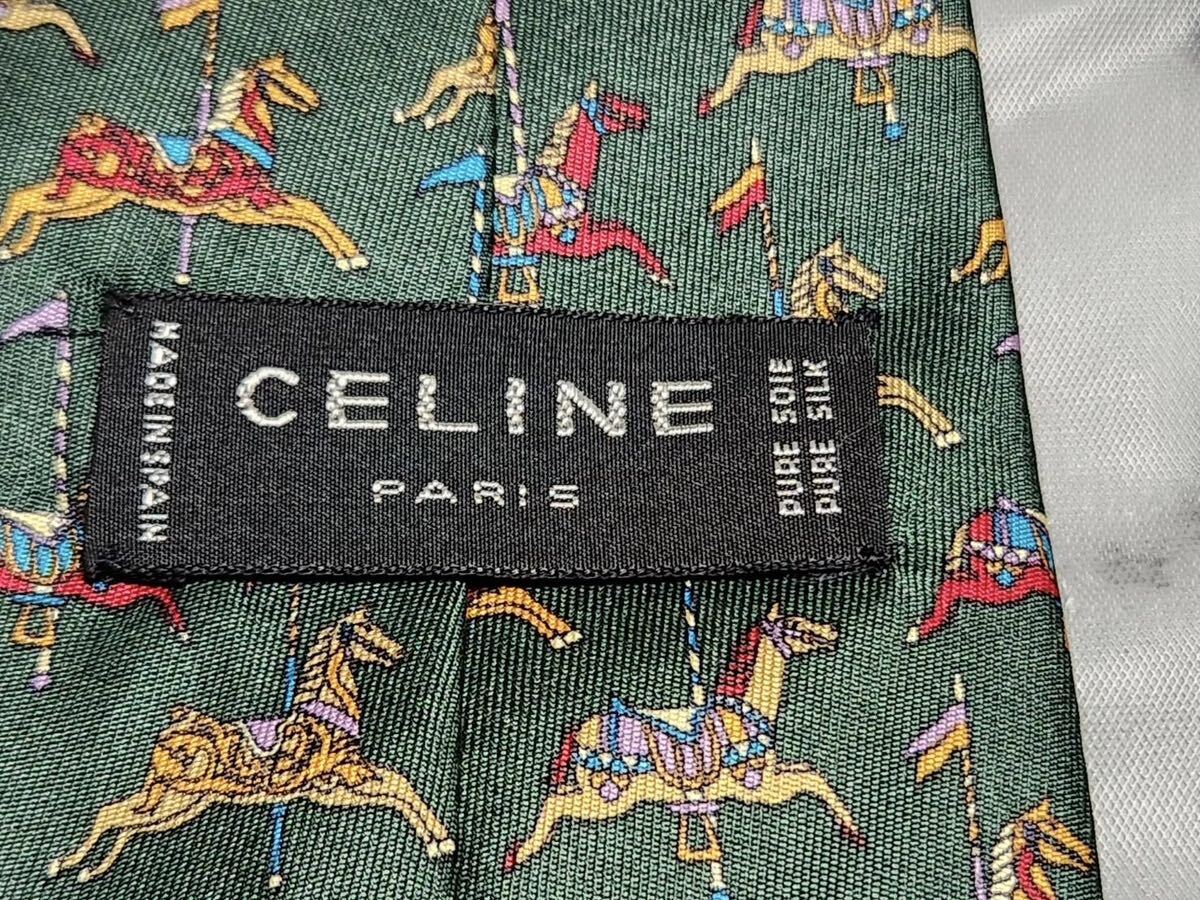 MADE IN SPAIN
CELINE
PARIS
PURE SOIE
PURE SILK